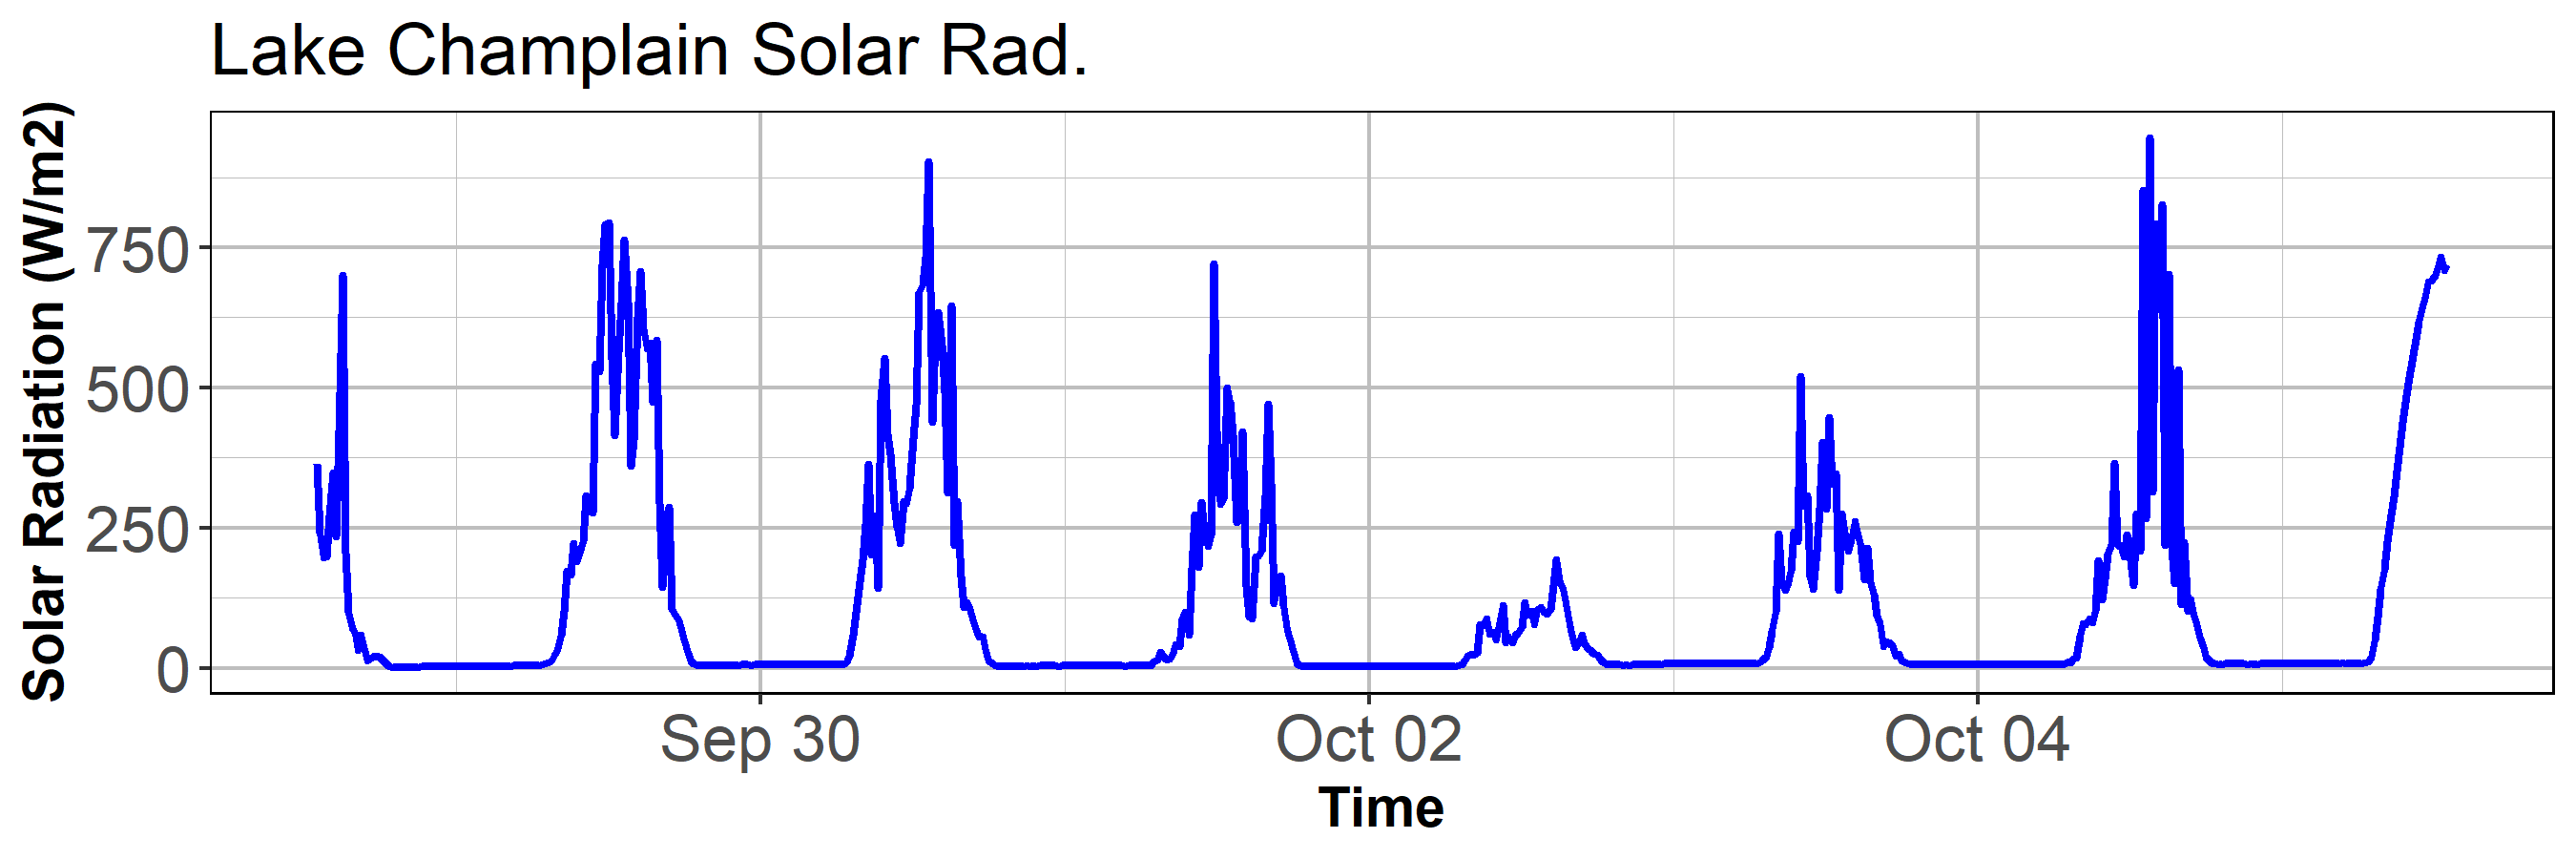 Lake Champlain Solar Rad.
Solar Radiation (W/m2)
750
500
250
0
Sep 30 Oct 02 Oct 04
Time